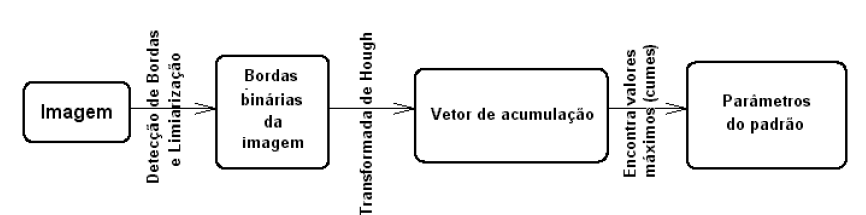 Imagem
Detecção de Bordas
e Limiarização
Bordas
binárias
da
imagem
Transformada de Hough
Vetor de acumulação
Encontra valores
máximos (cumes)
Parâmetros
do padrão